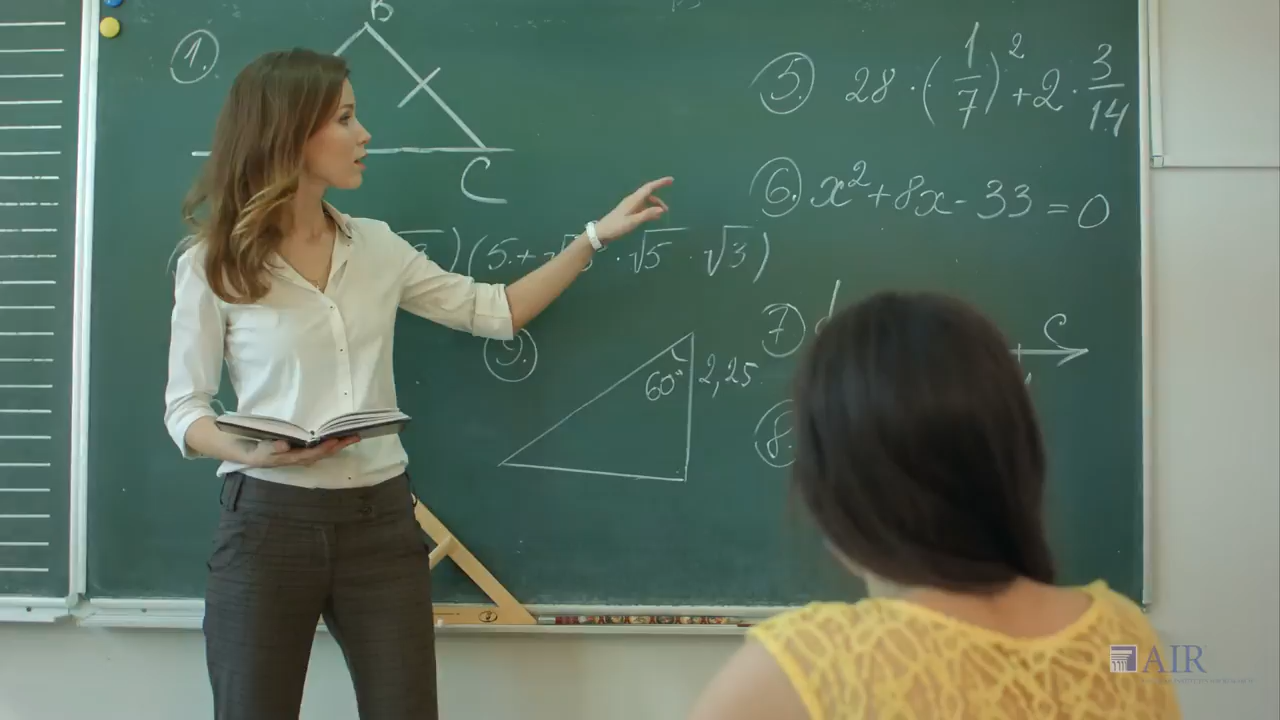 1.
B
C
5. 28 · (1/7)² + 2 · 3/14
6. x² + 8x - 33 = 0
)(5 + · √5 · √3)
7)
C
9.
60°
2,25
8.
AIR